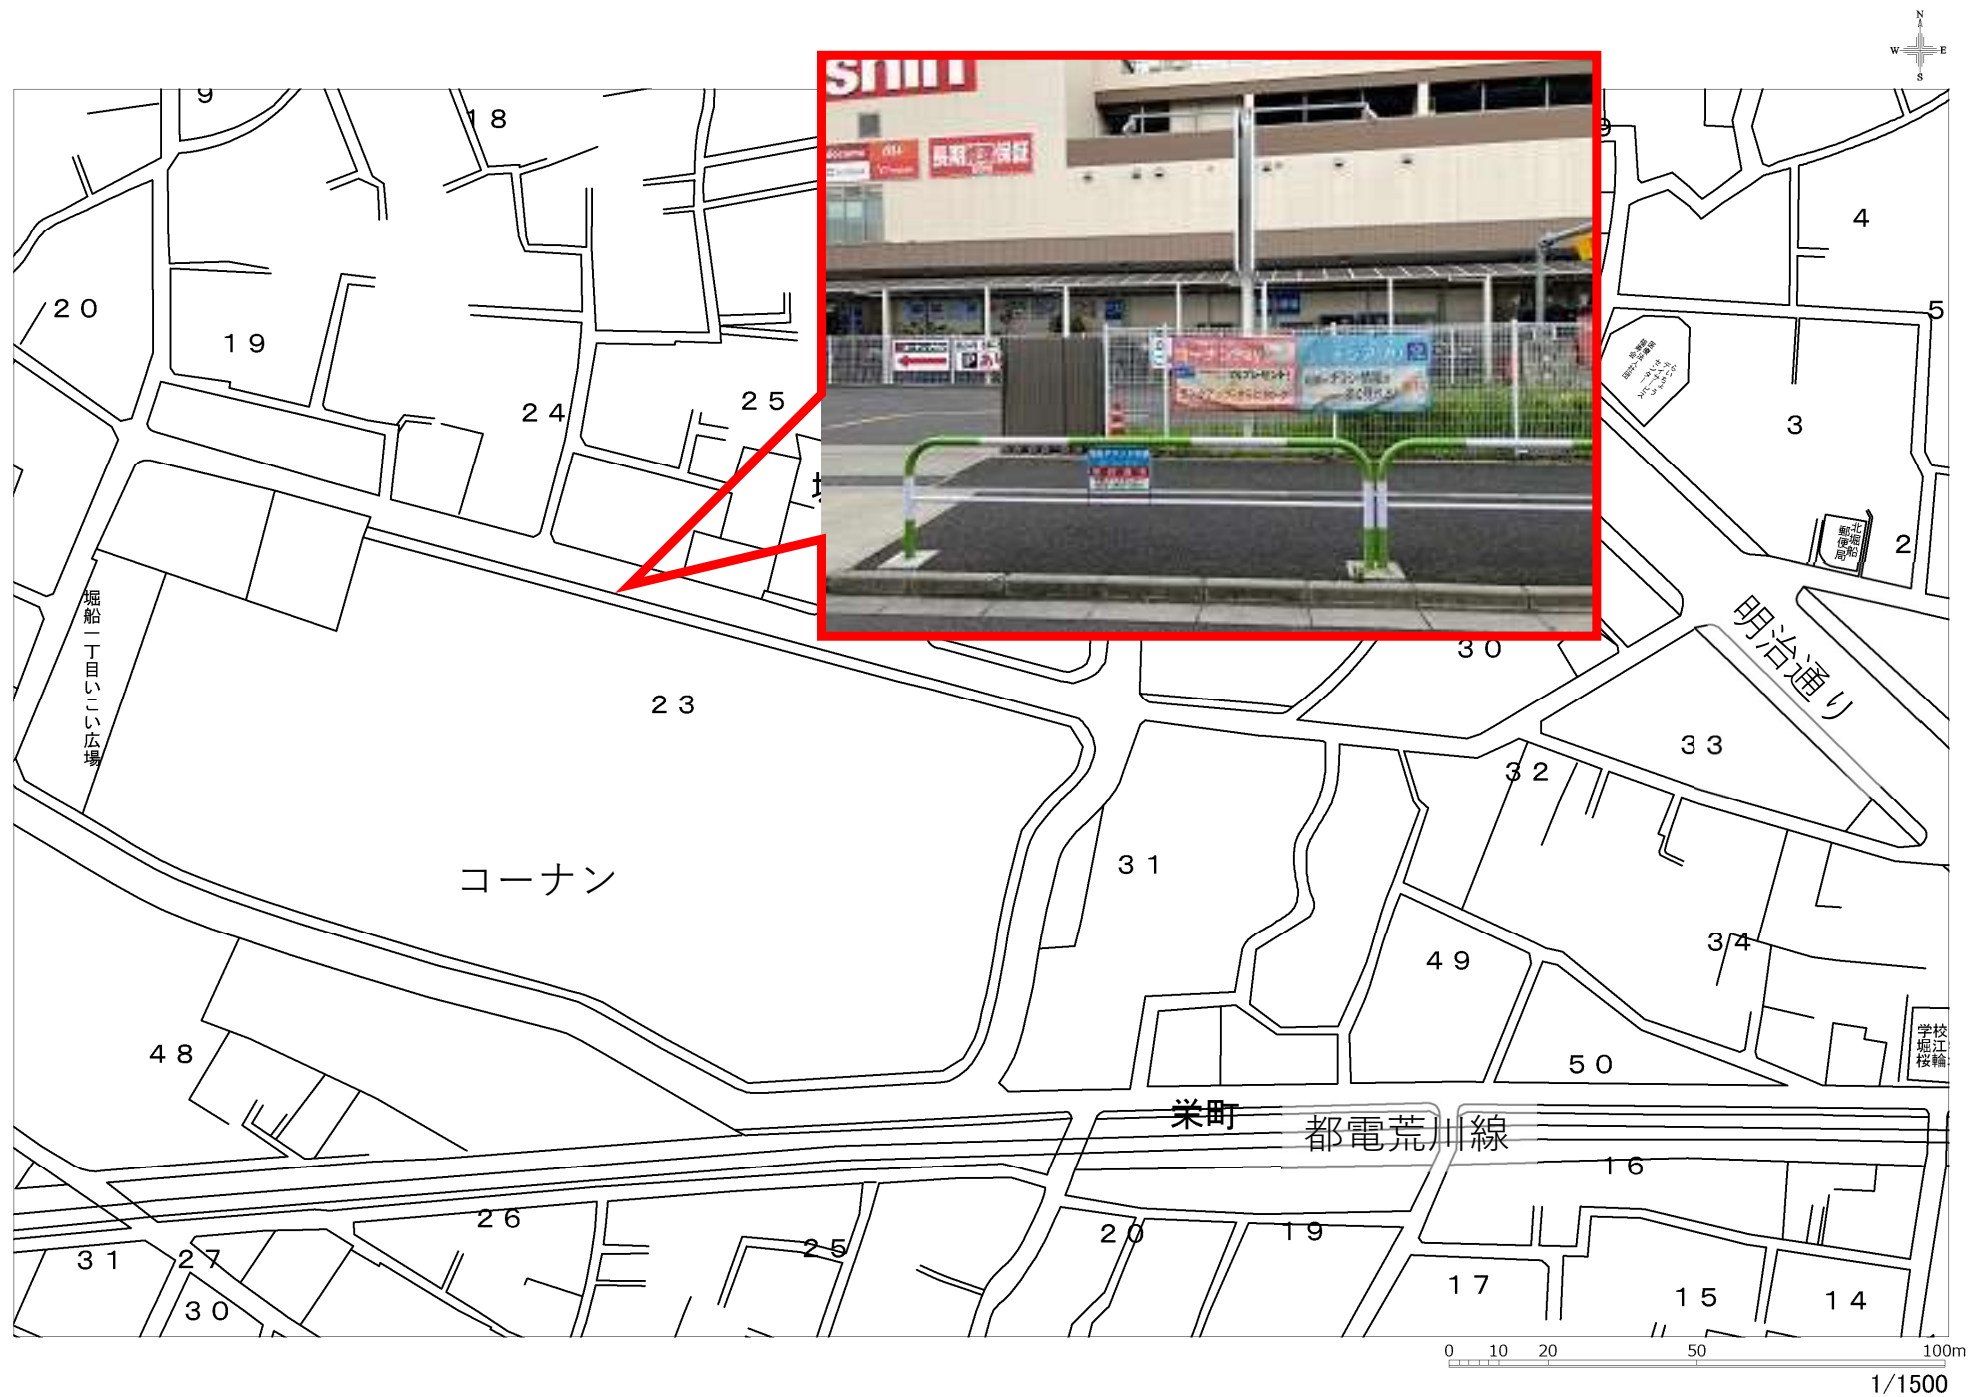 N
W E
S
9
18
4
5
20
19
24
25
3
2
北堀船
郵便局
shin
長期保証
明治通り
堀船一丁目いこい広場
23
30
33
32
コーナン
31
34
49
48
50
学校
堀江
桜輪
栄町
都電荒川線
16
26
25
20
19
31
27
30
17
15
14
0 10 20 50 100m
1/1500